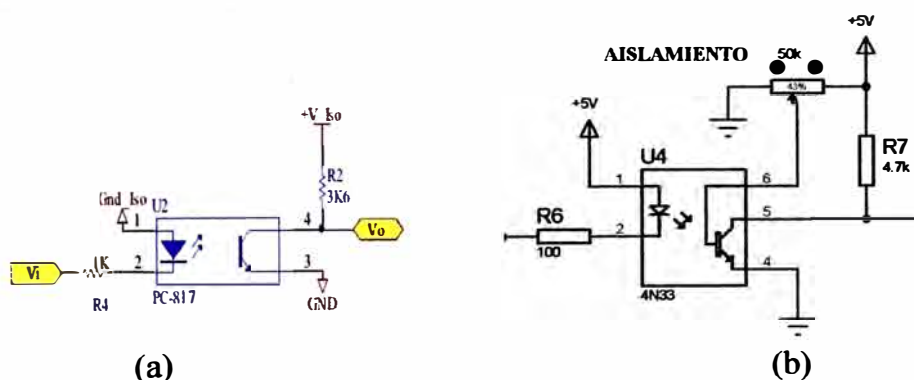 +V_Iso
R2
3K6
Gnd_Iso
U2
1
4
Vo
Vi
1K
2
3
R4
PC-817
GND
(a)
+5V
AISLAMIENTO
50k
43%
+5V
U4
R7
4.7k
1
6
R6
5
2
100
4
4N33
(b)